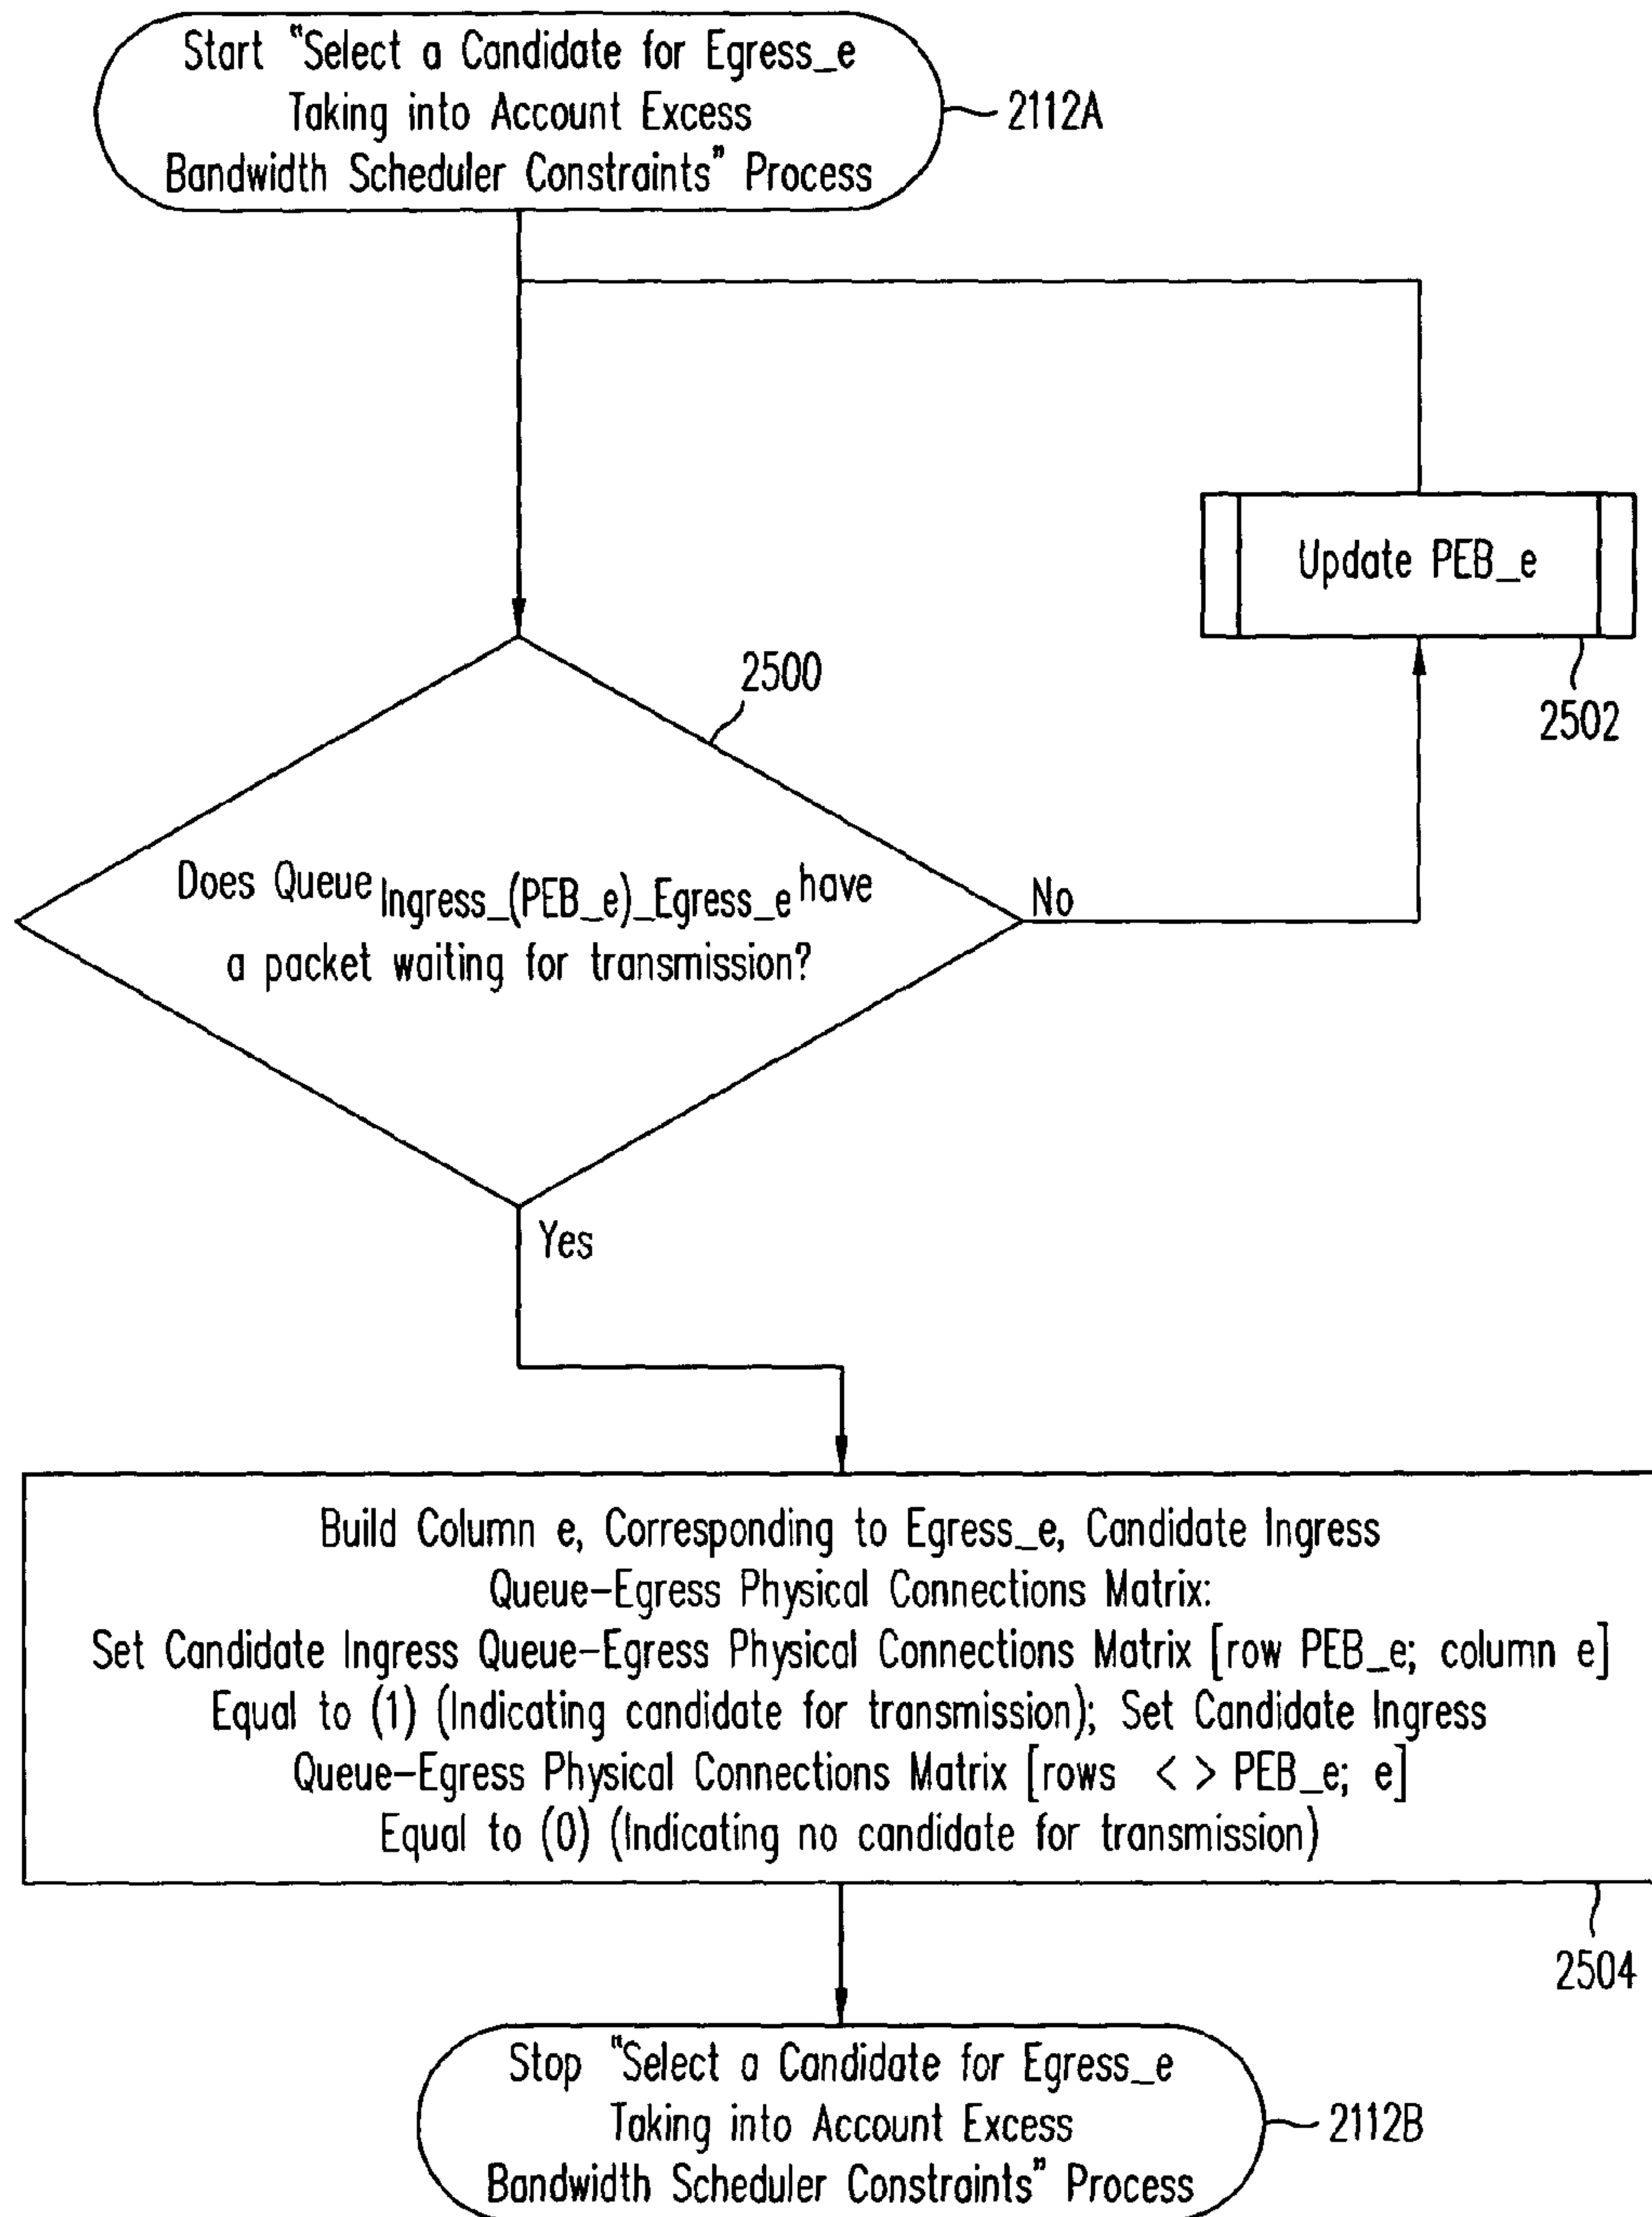 Start "Select a Candidate for Egress_e
Taking into Account Excess
Bandwidth Scheduler Constraints" Process
2112A
Update PEB_e
2502
2500
Does Queue Ingress_(PEB_e)_Egress_e have
a packet waiting for transmission?
No
Yes
Build Column e, Corresponding to Egress_e, Candidate Ingress
Queue-Egress Physical Connections Matrix:
Set Candidate Ingress Queue-Egress Physical Connections Matrix [row PEB_e; column e]
Equal to (1) (Indicating candidate for transmission); Set Candidate Ingress
Queue-Egress Physical Connections Matrix [rows < > PEB_e; e]
Equal to (0) (Indicating no candidate for transmission)
2504
Stop "Select a Candidate for Egress_e
Taking into Account Excess
Bandwidth Scheduler Constraints" Process
2112B